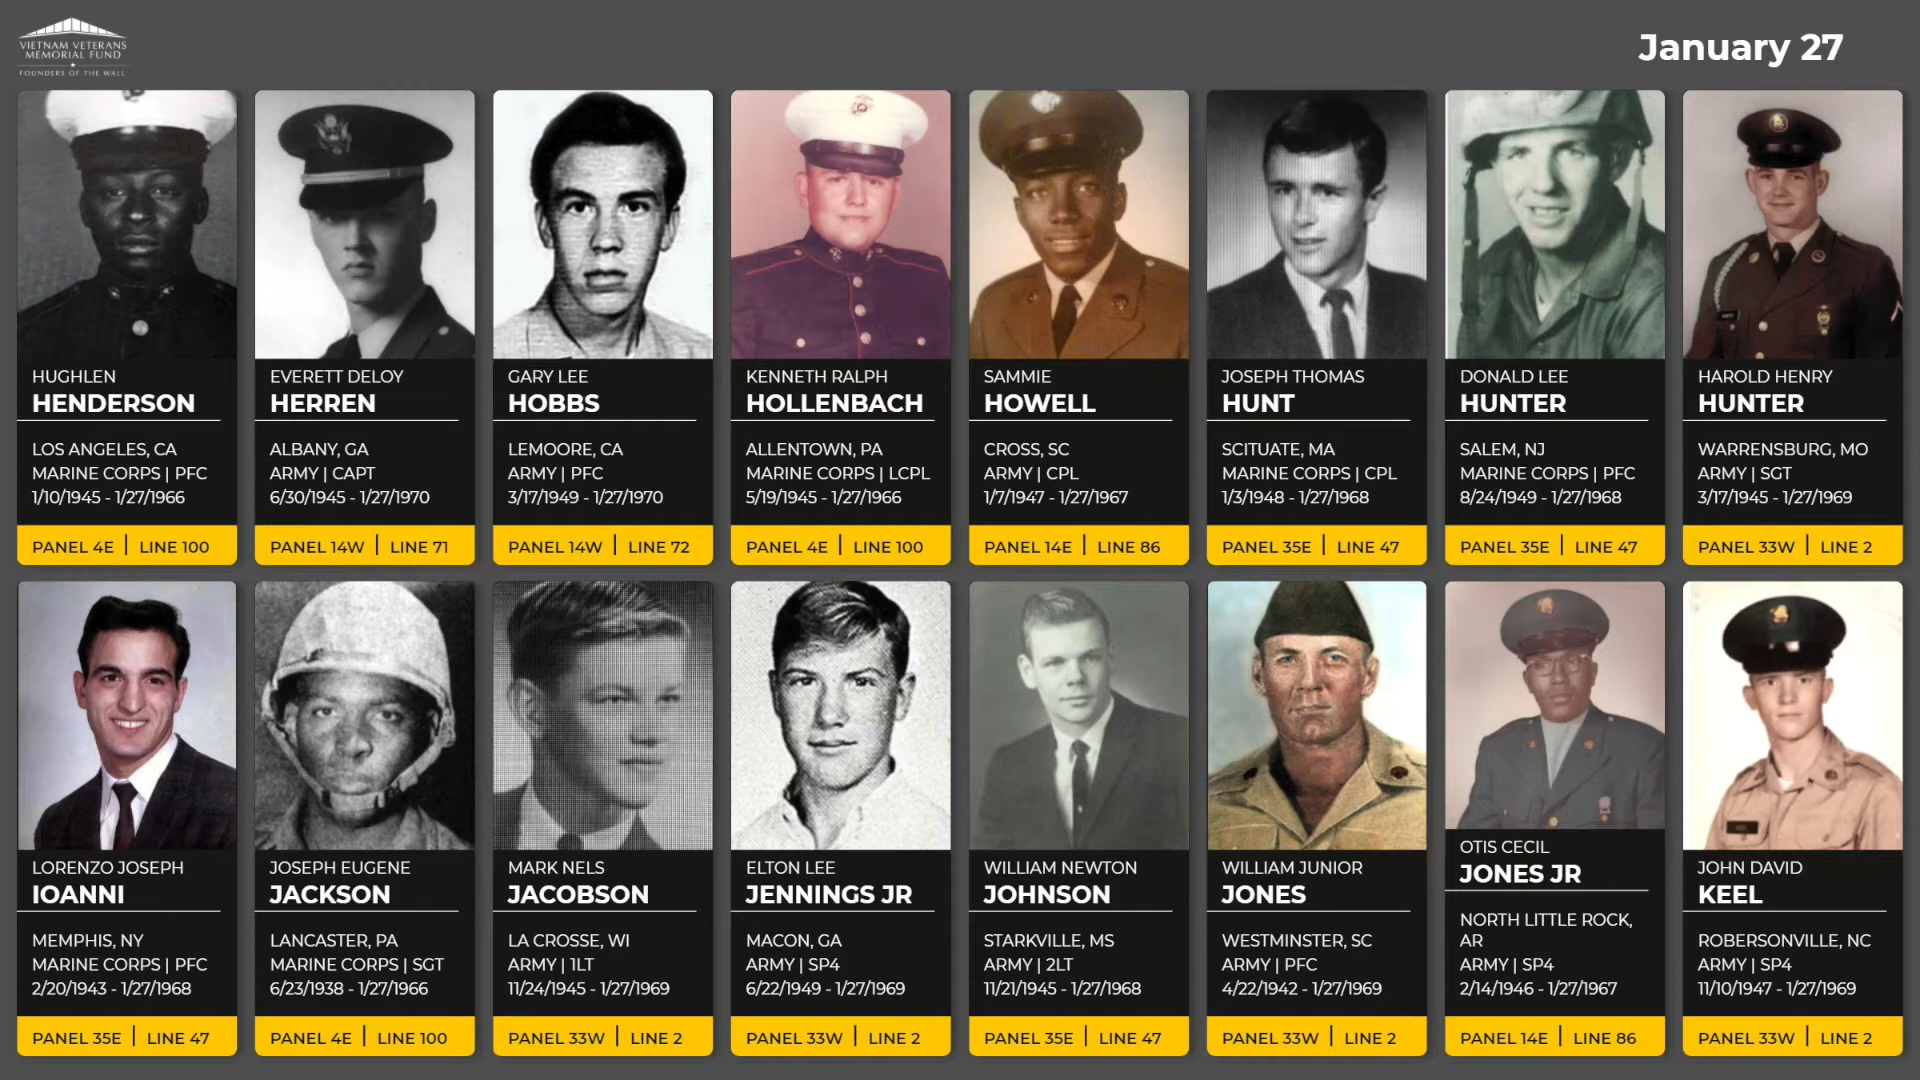 VIETNAM VETERANS
MEMORIAL FUND
FOUNDERS OF THE WALL
January 27
HUGHLEN
HENDERSON
LOS ANGELES, CA
MARINE CORPS | PFC
1/10/1945 - 1/27/1966
PANEL 4E | LINE 100
EVERETT DELOY
HERREN
ALBANY, GA
ARMY | CAPT
6/30/1945 - 1/27/1970
PANEL 14W | LINE 71
GARY LEE
HOBBS
LEMOORE, CA
ARMY | PFC
3/17/1949 - 1/27/1970
PANEL 14W | LINE 72
KENNETH RALPH
HOLLENBACH
ALLENTOWN, PA
MARINE CORPS | LCPL
5/19/1945 - 1/27/1966
PANEL 4E | LINE 100
SAMMIE
HOWELL
CROSS, SC
ARMY | CPL
1/7/1947 - 1/27/1967
PANEL 14E | LINE 86
JOSEPH THOMAS
HUNT
SCITUATE, MA
MARINE CORPS | CPL
1/3/1948 - 1/27/1968
PANEL 35E | LINE 47
DONALD LEE
HUNTER
SALEM, NJ
MARINE CORPS | PFC
8/24/1949 - 1/27/1968
PANEL 35E | LINE 47
HAROLD HENRY
HUNTER
WARRENSBURG, MO
ARMY | SGT
3/17/1945 - 1/27/1969
PANEL 33W | LINE 2
LORENZO JOSEPH
IOANNI
MEMPHIS, NY
MARINE CORPS | PFC
2/20/1943 - 1/27/1968
PANEL 35E | LINE 47
JOSEPH EUGENE
JACKSON
LANCASTER, PA
MARINE CORPS | SGT
6/23/1938 - 1/27/1966
PANEL 4E | LINE 100
MARK NELS
JACOBSON
LA CROSSE, WI
ARMY | 1LT
11/24/1945 - 1/27/1969
PANEL 33W | LINE 2
ELTON LEE
JENNINGS JR
MACON, GA
ARMY | SP4
6/22/1949 - 1/27/1969
PANEL 33W | LINE 2
WILLIAM NEWTON
JOHNSON
STARKVILLE, MS
ARMY | 2LT
11/21/1945 - 1/27/1968
PANEL 35E | LINE 47
WILLIAM JUNIOR
JONES
WESTMINSTER, SC
ARMY | PFC
4/22/1942 - 1/27/1969
PANEL 33W | LINE 2
OTIS CECIL
JONES JR
NORTH LITTLE ROCK,
AR
ARMY | SP4
2/14/1946 - 1/27/1967
PANEL 14E | LINE 86
JOHN DAVID
KEEL
ROBERSONVILLE, NC
ARMY | SP4
11/10/1947 - 1/27/1969
PANEL 33W | LINE 2